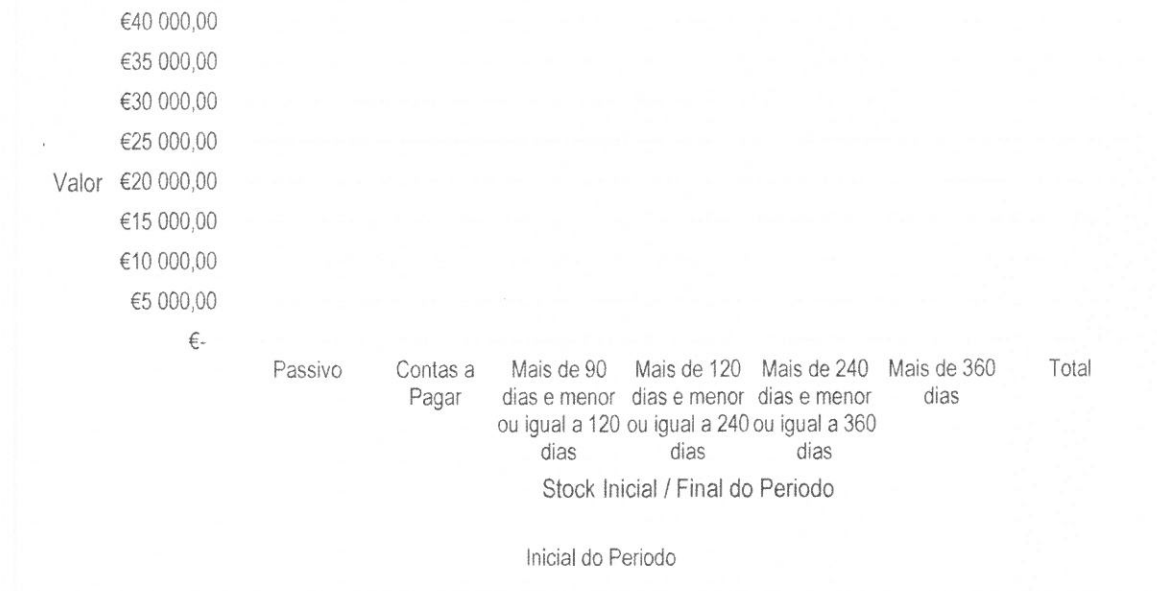 €40 000,00
€35 000,00
€30 000,00
€25 000,00
Valor €20 000,00
€15 000,00
€10 000,00
€5 000,00
€-
Passivo
Contas a
Pagar
Mais de 90
dias e menor
ou igual a 120
dias
Mais de 120
dias e menor
ou igual a 240
dias
Mais de 240
dias e menor
ou igual a 360
dias
Mais de 360
dias
Total
Stock Inicial / Final do Periodo
Inicial do Periodo